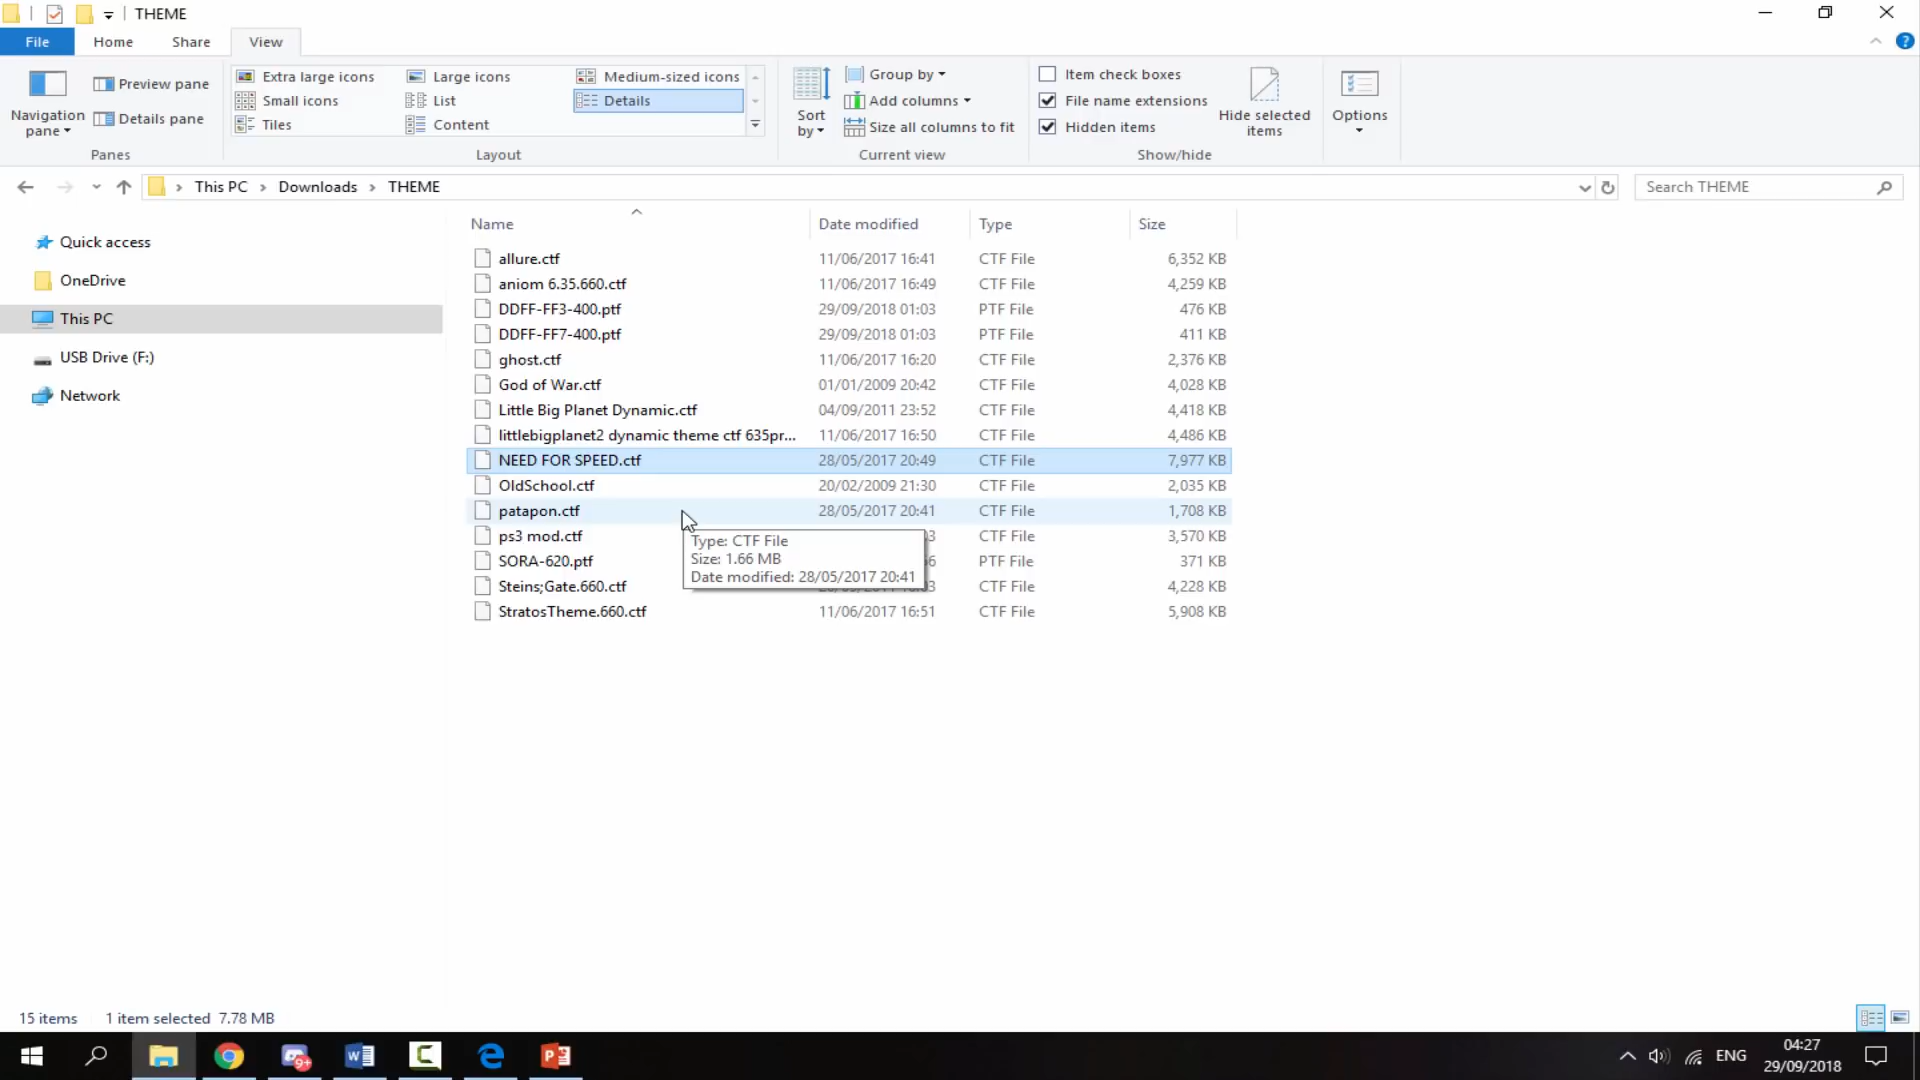 THEME
File Home Share View
Navigation pane
Preview pane
Details pane
Panes
Extra large icons Large icons Medium-sized icons
Small icons List Details
Tiles Content
Layout
Sort by
Group by
Add columns
Size all columns to fit
Current view
Item check boxes
File name extensions
Hidden items
Hide selected items
Show/hide
Options
This PC Downloads THEME
Search THEME
Quick access
OneDrive
This PC
USB Drive (F:)
Network
Name Date modified Type Size
allure.ctf 11/06/2017 16:41 CTF File 6,352 KB
aniom 6.35.660.ctf 11/06/2017 16:49 CTF File 4,259 KB
DDFF-FF3-400.ptf 29/09/2018 01:03 PTF File 476 KB
DDFF-FF7-400.ptf 29/09/2018 01:03 PTF File 411 KB
ghost.ctf 11/06/2017 16:20 CTF File 2,376 KB
God of War.ctf 01/01/2009 20:42 CTF File 4,028 KB
Little Big Planet Dynamic.ctf 04/09/2011 23:52 CTF File 4,418 KB
littlebigplanet2 dynamic theme ctf 635pr... 11/06/2017 16:50 CTF File 4,486 KB
NEED FOR SPEED.ctf 28/05/2017 20:49 CTF File 7,977 KB
OldSchool.ctf 20/02/2009 21:30 CTF File 2,035 KB
patapon.ctf 28/05/2017 20:41 CTF File 1,708 KB
ps3 mod.ctf CTF File 3,570 KB
SORA-620.ptf PTF File 371 KB
Steins;Gate.660.ctf CTF File 4,228 KB
StratosTheme.660.ctf 11/06/2017 16:51 CTF File 5,908 KB
Type: CTF File
Size: 1.66 MB
Date modified: 28/05/2017 20:41
15 items 1 item selected 7.78 MB
9+
ENG
04:27
29/09/2018